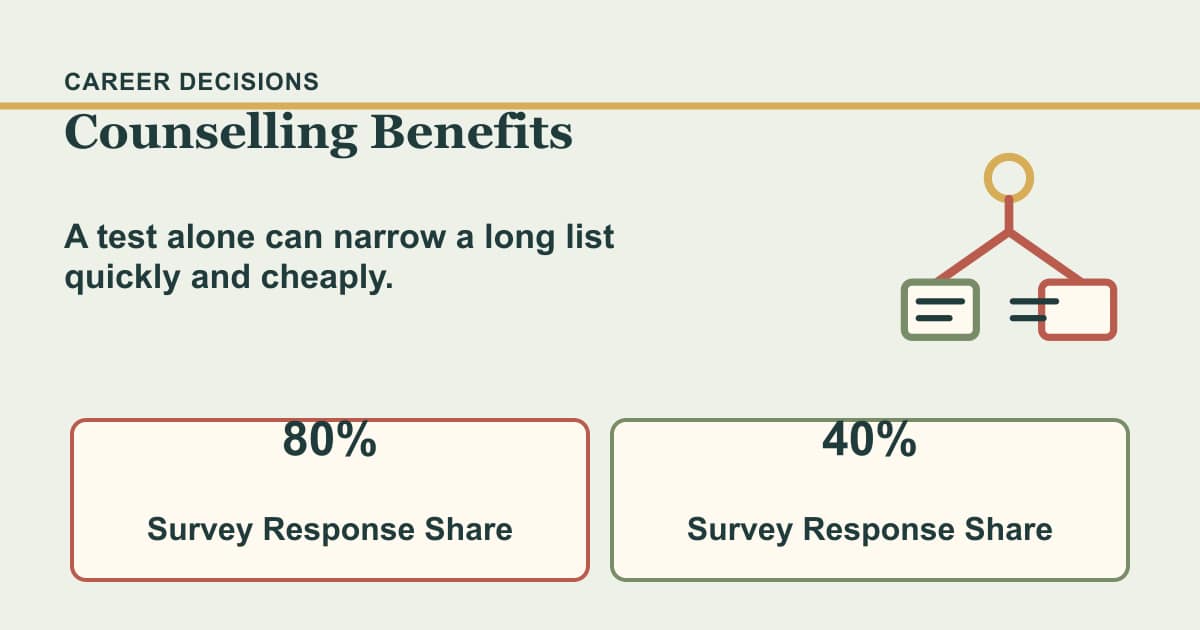 CAREER DECISIONS
Counselling Benefits
A test alone can narrow a long list
quickly and cheaply.
80%
Survey Response Share
40%
Survey Response Share